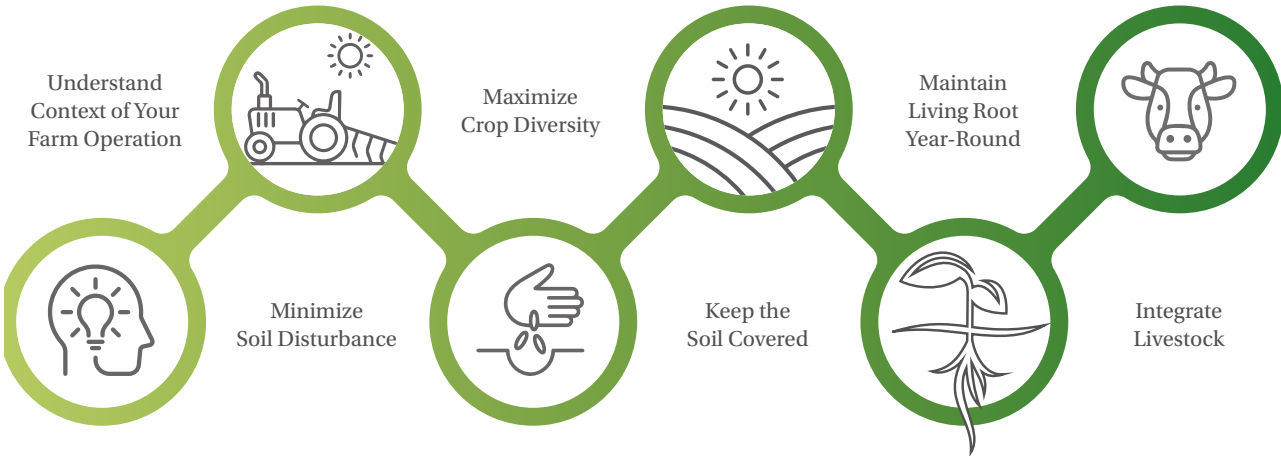 Understand
Context of Your
Farm Operation
Minimize
Soil Disturbance
Maximize
Crop Diversity
Keep the
Soil Covered
Maintain
Living Root
Year-Round
Integrate
Livestock